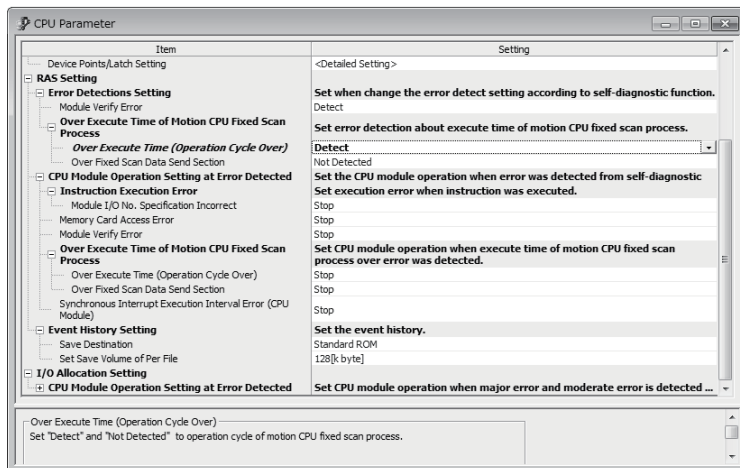 CPU Parameter
Item Setting
Device Points/Latch Setting <Detailed Setting>
RAS Setting
Error Detections Setting Set when change the error detect setting according to self-diagnostic function.
Module Verify Error Detect
Over Execute Time of Motion CPU Fixed Scan
Process
Set error detection about execute time of motion CPU fixed scan process.
Over Execute Time (Operation Cycle Over) Detect
Over Fixed Scan Data Send Section Not Detected
CPU Module Operation Setting at Error Detected Set the CPU module operation when error was detected from self-diagnostic
Instruction Execution Error Set execution error when instruction was executed.
Module I/O No. Specification Incorrect Stop
Memory Card Access Error Stop
Module Verify Error Stop
Over Execute Time of Motion CPU Fixed Scan
Process
Set CPU module operation when execute time of motion CPU fixed scan
process over error was detected.
Over Execute Time (Operation Cycle Over) Stop
Over Fixed Scan Data Send Section Stop
Synchronous Interrupt Execution Interval Error (CPU
Module)
Stop
Event History Setting Set the event history.
Save Destination Standard ROM
Set Save Volume of Per File 128[k byte]
I/O Allocation Setting
CPU Module Operation Setting at Error Detected Set CPU module operation when major error and moderate error is detected ...
Over Execute Time (Operation Cycle Over)
Set "Detect" and "Not Detected" to operation cycle of motion CPU fixed scan process.